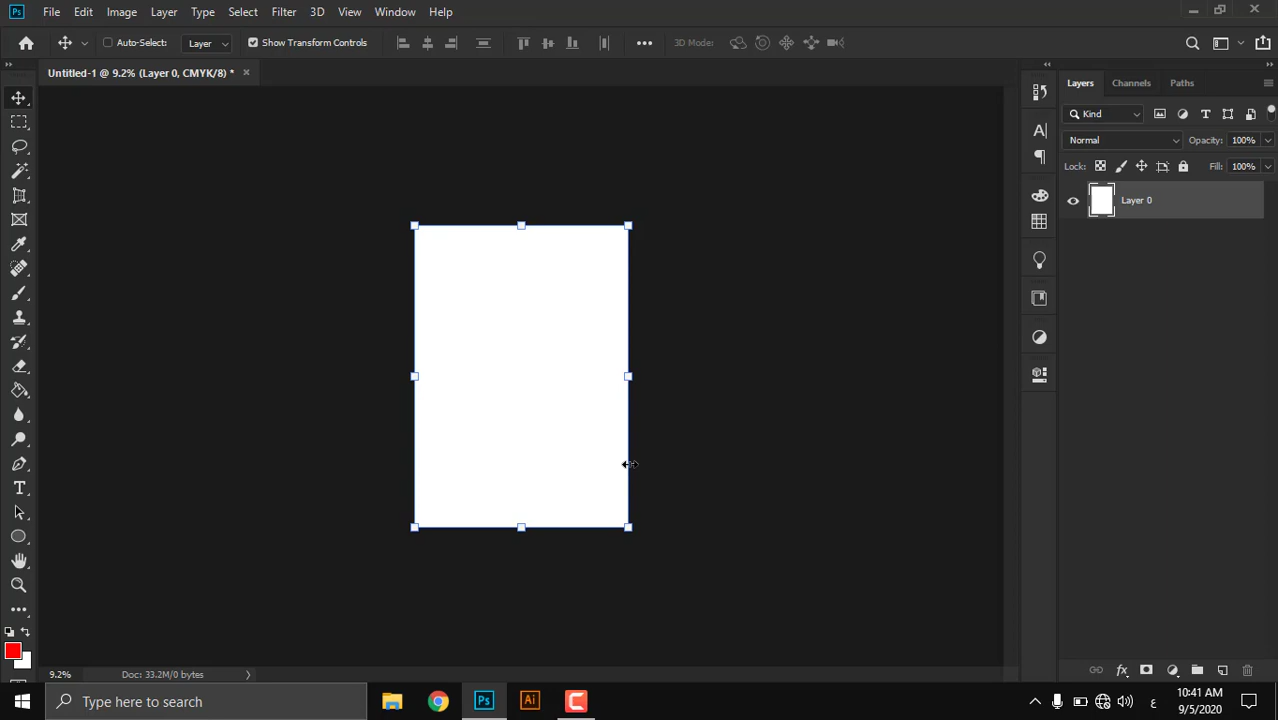 Ps File Edit Image Layer Type Select Filter 3D View Window Help
Auto-Select: Layer Show Transform Controls 3D Mode:
Untitled-1 @ 9.2% (Layer 0, CMYK/8) * ×
Layers Channels Paths
Kind
Normal Opacity: 100%
Lock: Fill: 100%
Layer 0
9.2% Doc: 33.2M/0 bytes
Type here to search
Ps Ai
ع
10:41 AM
9/5/2020